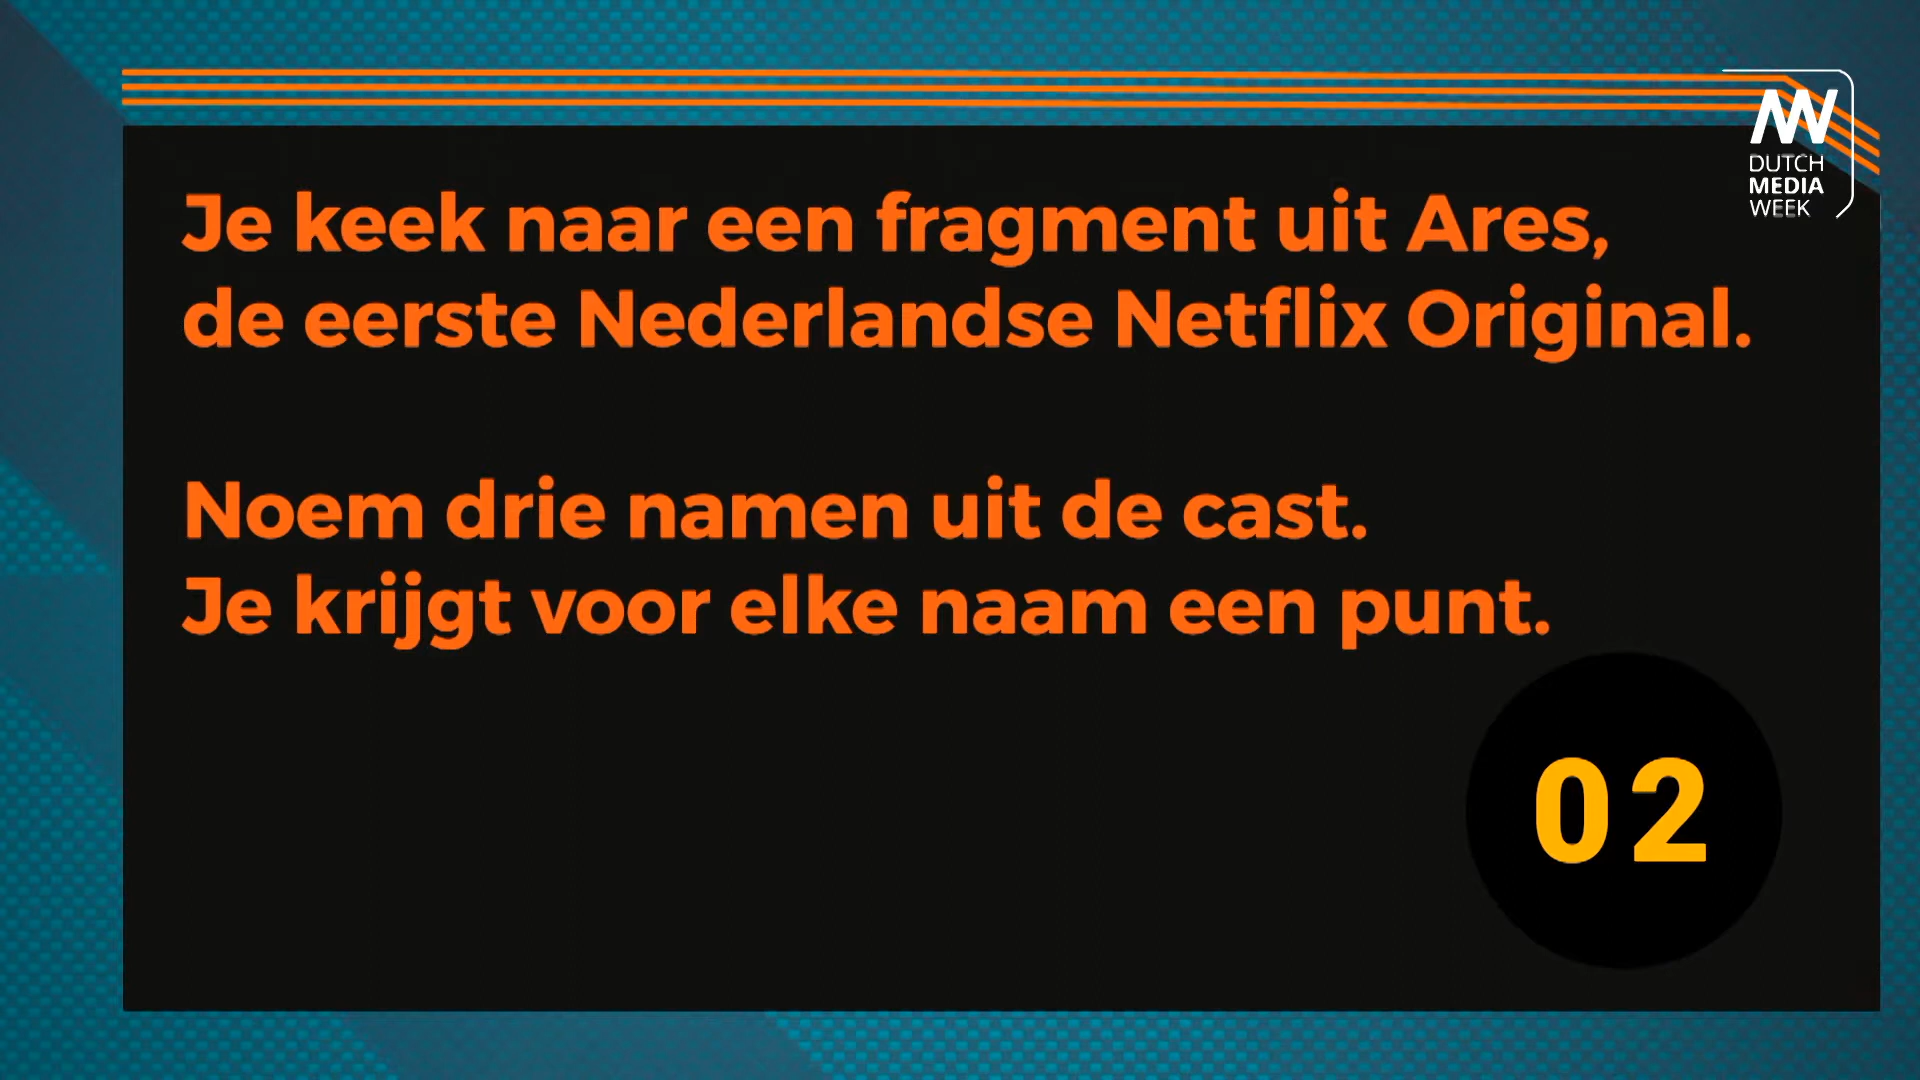 DUTCH
MEDIA
WEEK
Je keek naar een fragment uit Ares,
de eerste Nederlandse Netflix Original.
Noem drie namen uit de cast.
Je krijgt voor elke naam een punt.
02